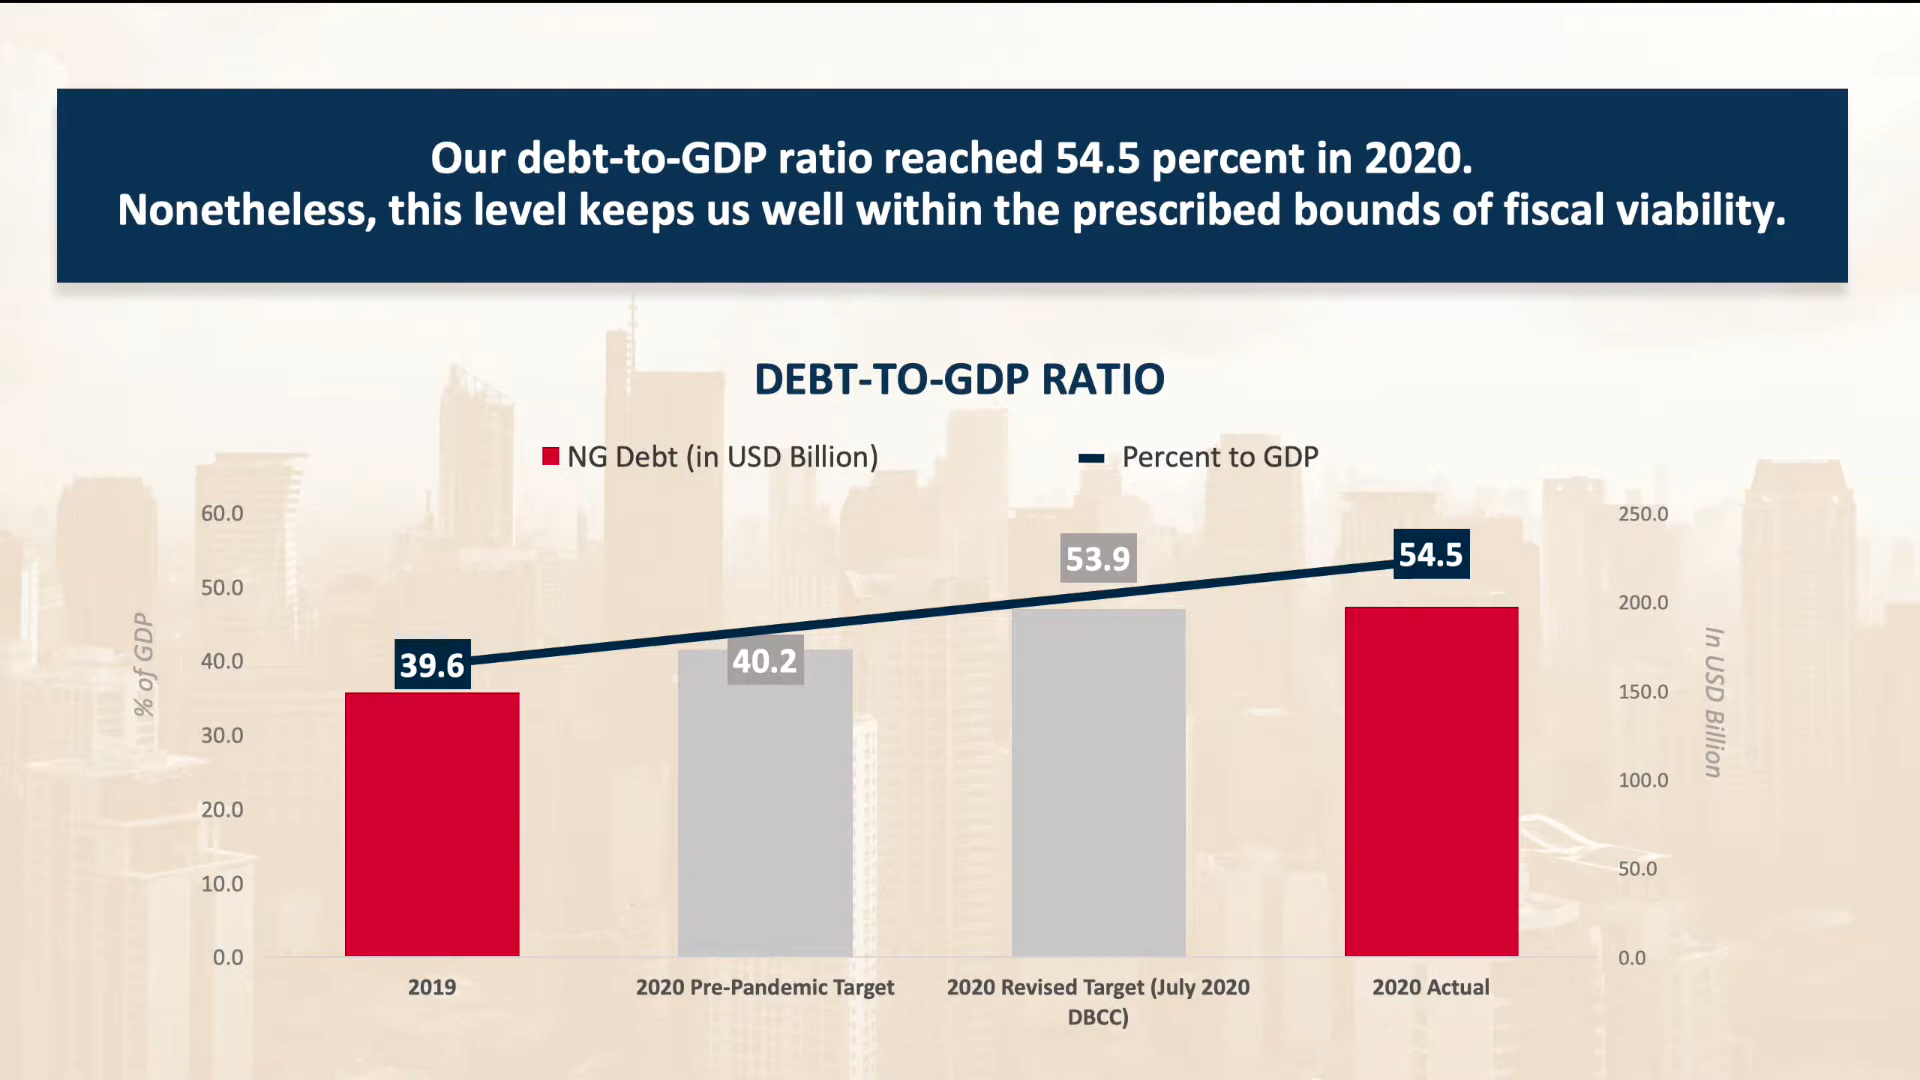 Our debt-to-GDP ratio reached 54.5 percent in 2020.
Nonetheless, this level keeps us well within the prescribed bounds of fiscal viability.
DEBT-TO-GDP RATIO
NG Debt (in USD Billion)
Percent to GDP
% of GDP
60.0
50.0
40.0
30.0
20.0
10.0
0.0
39.6
40.2
53.9
54.5
250.0
200.0
150.0
100.0
50.0
0.0
In USD Billion
2019
2020 Pre-Pandemic Target
2020 Revised Target (July 2020
DBCC)
2020 Actual